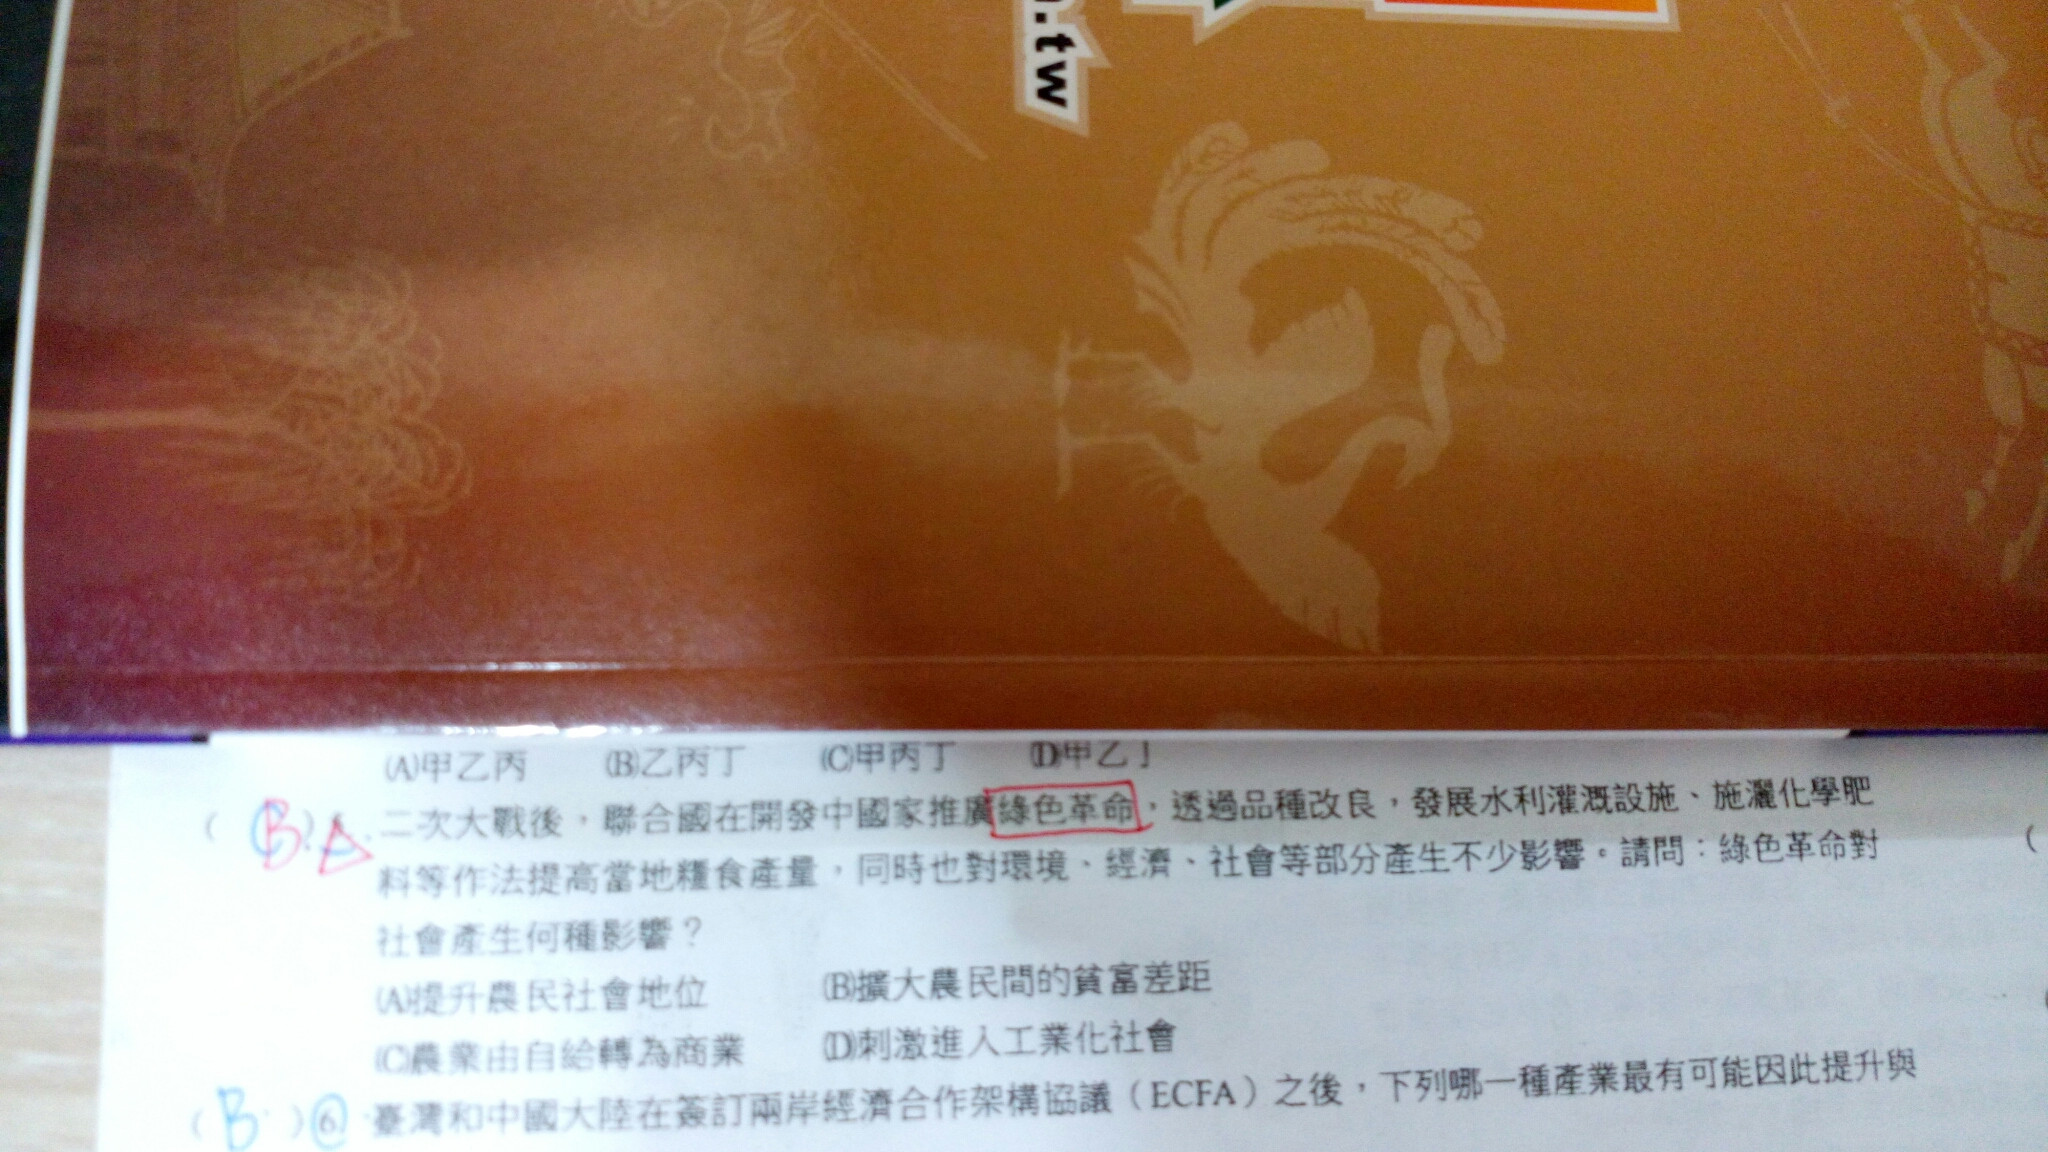 .tw
(A)甲乙丙 (B)乙丙丁 (C)甲丙丁 (D)甲乙丁
( B ) 二次大戰後，聯合國在開發中國家推廣綠色革命，透過品種改良，發展水利灌溉設施、施灑化學肥
料等作法提高當地糧食產量，同時也對環境、經濟、社會等部分產生不少影響。請問：綠色革命對
社會產生何種影響？
(A)提升農民社會地位 (B)擴大農民間的貧富差距
(C)農業由自給轉為商業 (D)刺激進入工業化社會
( B ) 6. 臺灣和中國大陸在簽訂兩岸經濟合作架構協議（ECFA）之後，下列哪一種產業最有可能因此提升與